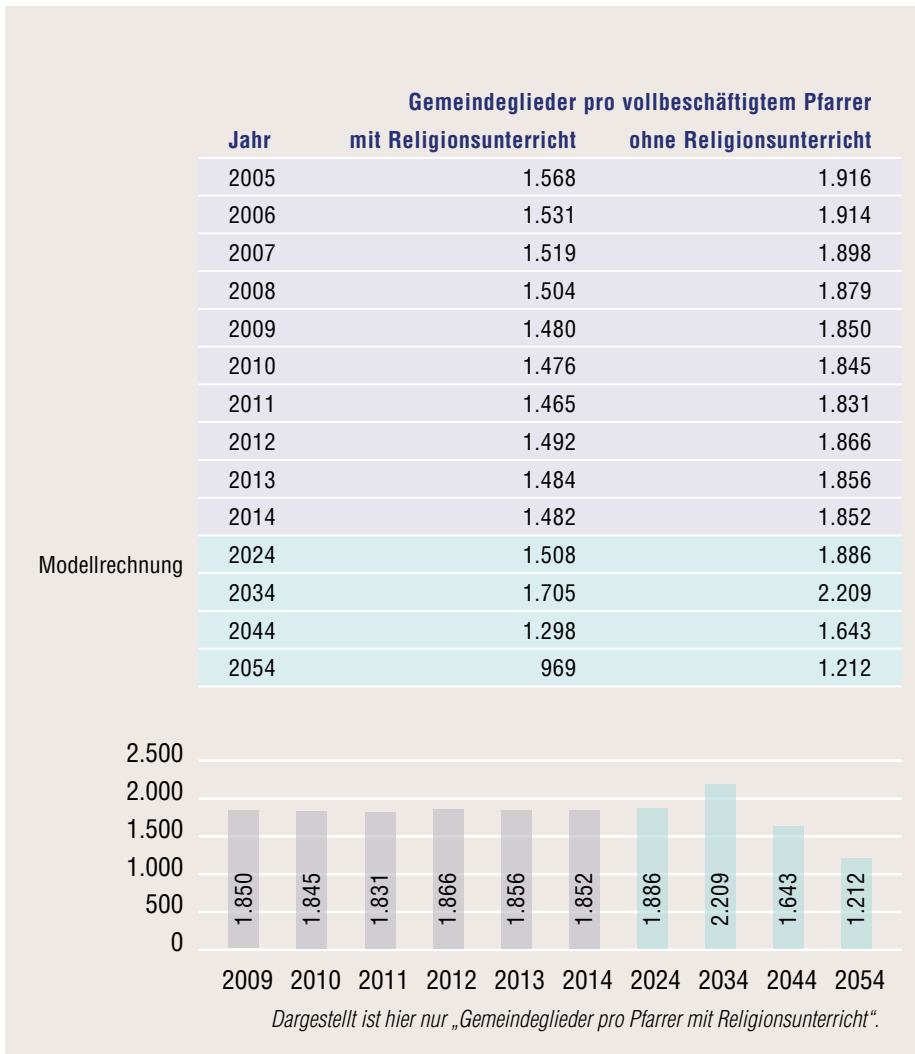 Gemeindeglieder pro vollbeschäftigtem Pfarrer
Jahr mit Religionsunterricht ohne Religionsunterricht
2005 1.568 1.916
2006 1.531 1.914
2007 1.519 1.898
2008 1.504 1.879
2009 1.480 1.850
2010 1.476 1.845
2011 1.465 1.831
2012 1.492 1.866
2013 1.484 1.856
2014 1.482 1.852
Modellrechnung
2024 1.508 1.886
2034 1.705 2.209
2044 1.298 1.643
2054 969 1.212
2.500
2.000
1.500
1.000
500
0
1.850 1.845 1.831 1.866 1.856 1.852 1.886 2.209 1.643 1.212
2009 2010 2011 2012 2013 2014 2024 2034 2044 2054
Dargestellt ist hier nur „Gemeindeglieder pro Pfarrer mit Religionsunterricht“.